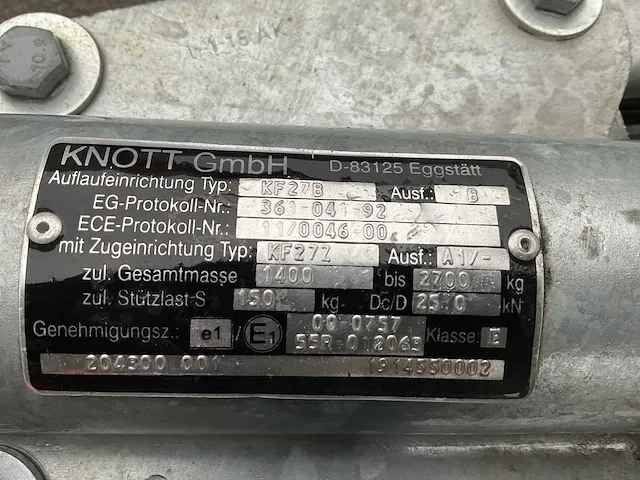 KNOTT GmbH D-83125 Eggstätt
Auflaufeinrichtung Typ: KF27B Ausf.: B
EG-Protokoll-Nr.: 361-041-92
ECE-Protokoll-Nr.: 11/0046-00
mit Zugeinrichtung Typ: KF27Z Ausf.: A1/-
zul. Gesamtmasse 1400 bis 2700 kg
zul. Stützlast S 150 kg Dc/D 25.0 kN
Genehmigungsz.: e1 / E1 00-0757 Klasse: E
55R-012063
204300.001 1914550002
10.9